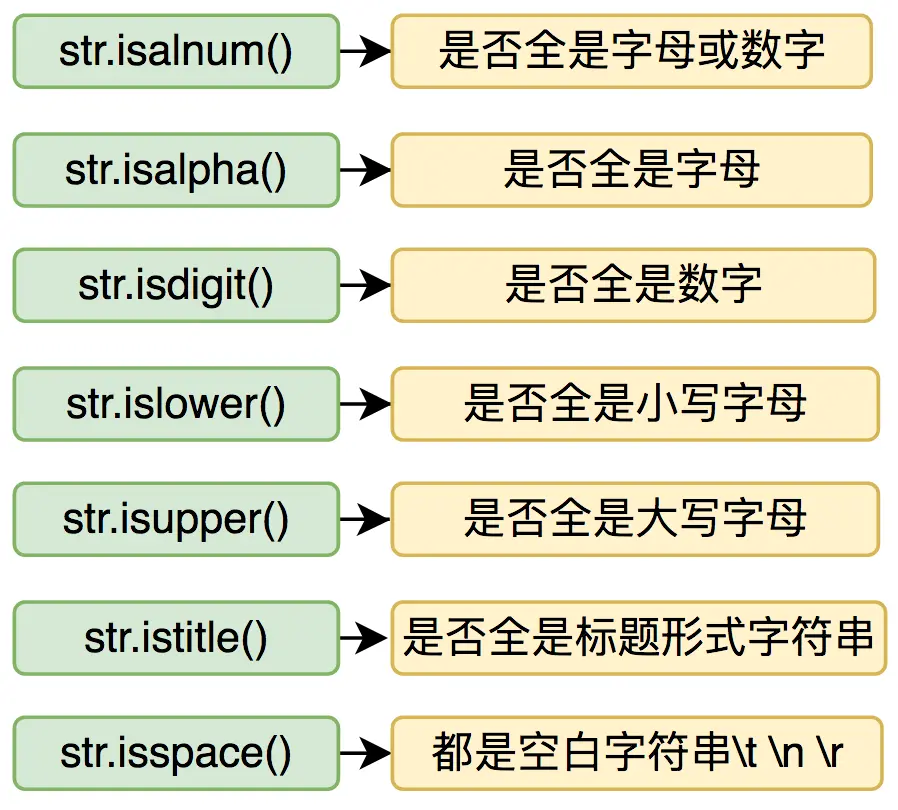 str.isalnum() 是否全是字母或数字
str.isalpha() 是否全是字母
str.isdigit() 是否全是数字
str.islower() 是否全是小写字母
str.isupper() 是否全是大写字母
str.istitle() 是否全是标题形式字符串
str.isspace() 都是空白字符串\t \n \r